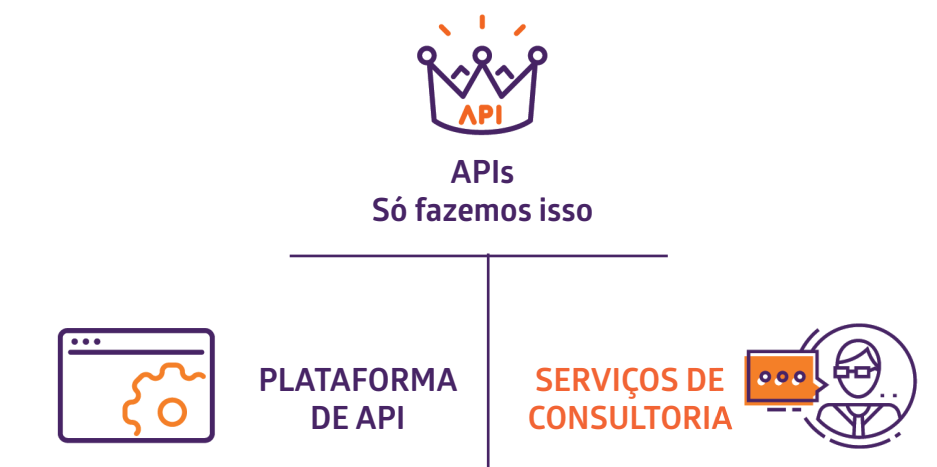 API
APIs
Só fazemos isso
PLATAFORMA
DE API
SERVIÇOS DE
CONSULTORIA